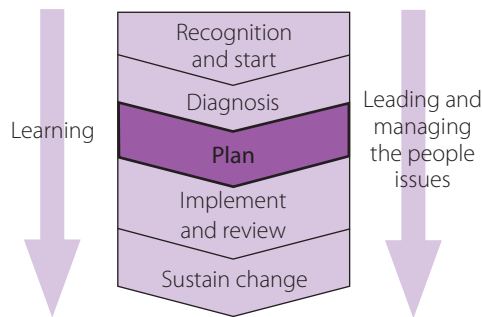 Recognition
and start
Diagnosis
Plan
Implement
and review
Sustain change
Learning
Leading and
managing
the people
issues